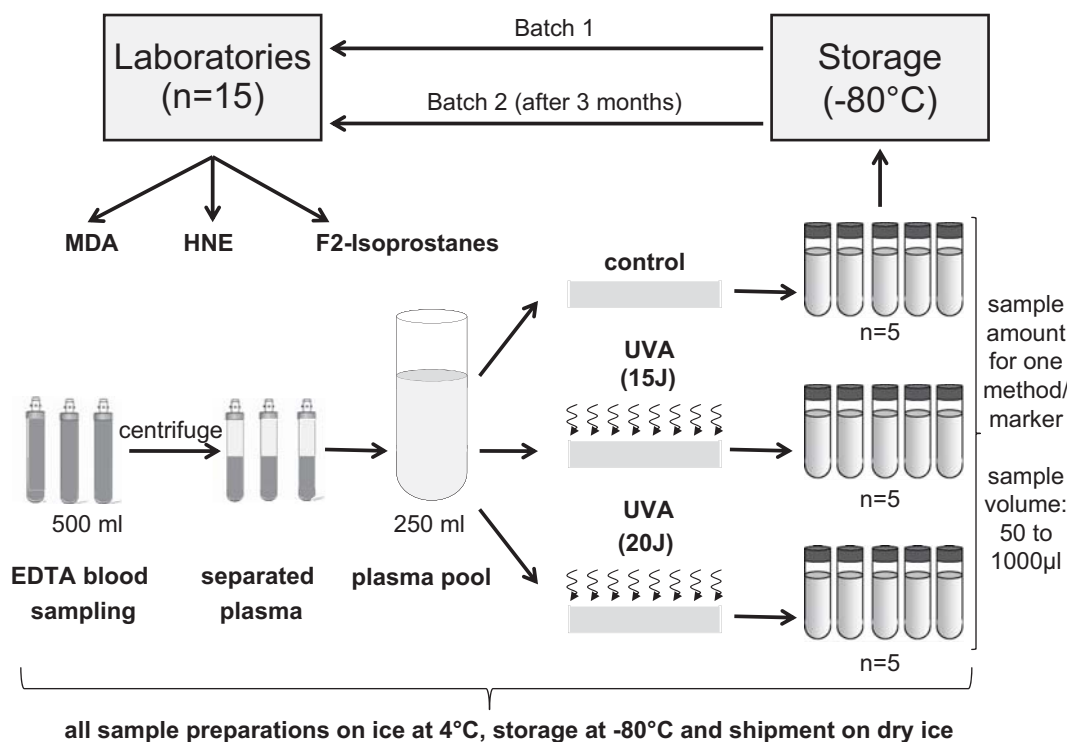 Laboratories
(n=15)
Batch 1
Batch 2 (after 3 months)
Storage
(-80°C)
MDA
HNE
F2-Isoprostanes
control
n=5
UVA
(15J)
n=5
UVA
(20J)
n=5
sample
amount
for one
method/
marker
sample
volume:
50 to
1000µl
centrifuge
500 ml
250 ml
EDTA blood
sampling
separated
plasma
plasma pool
all sample preparations on ice at 4°C, storage at -80°C and shipment on dry ice